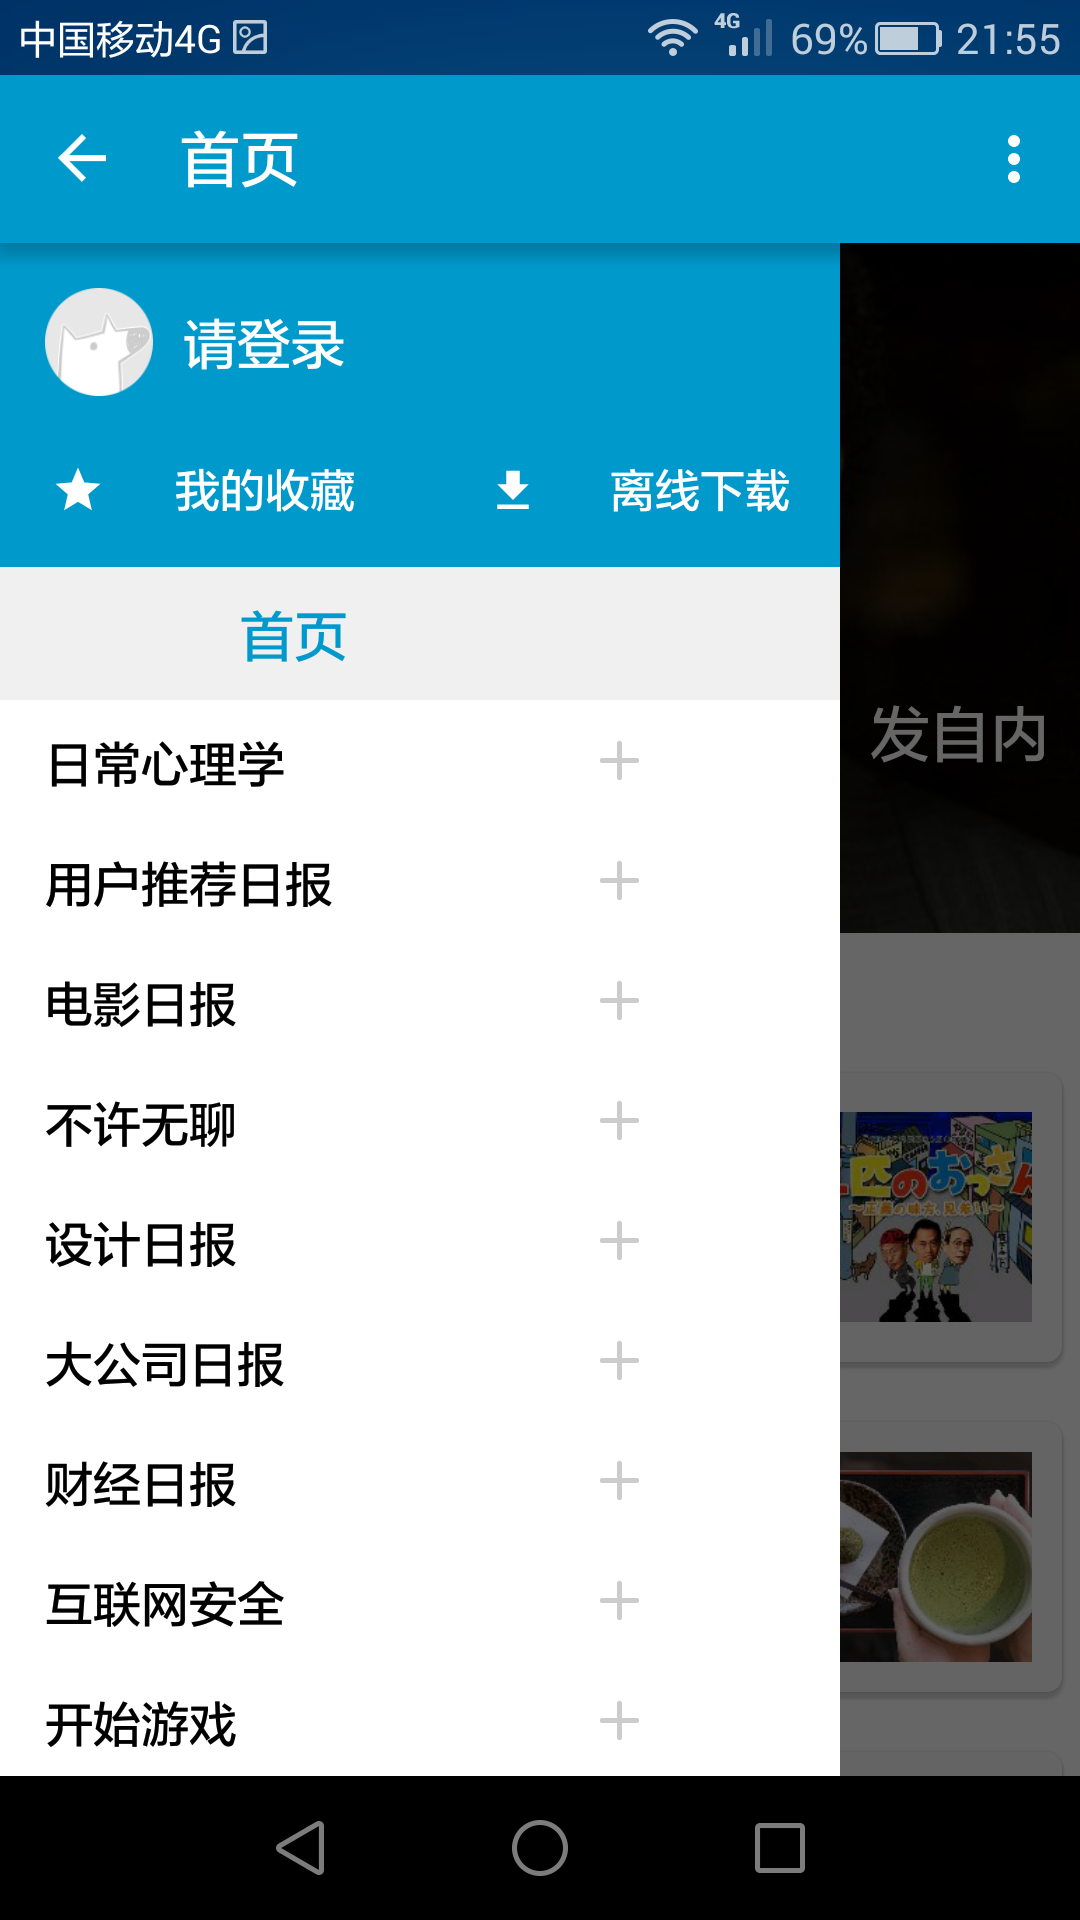 中国移动4G 4G 69% 21:55
首页
请登录
我的收藏 离线下载
首页
发自内
日常心理学
用户推荐日报
电影日报
不许无聊
匹のおっさん
設计日报
大公司日报
财经日报
互联网安全
开始游戏